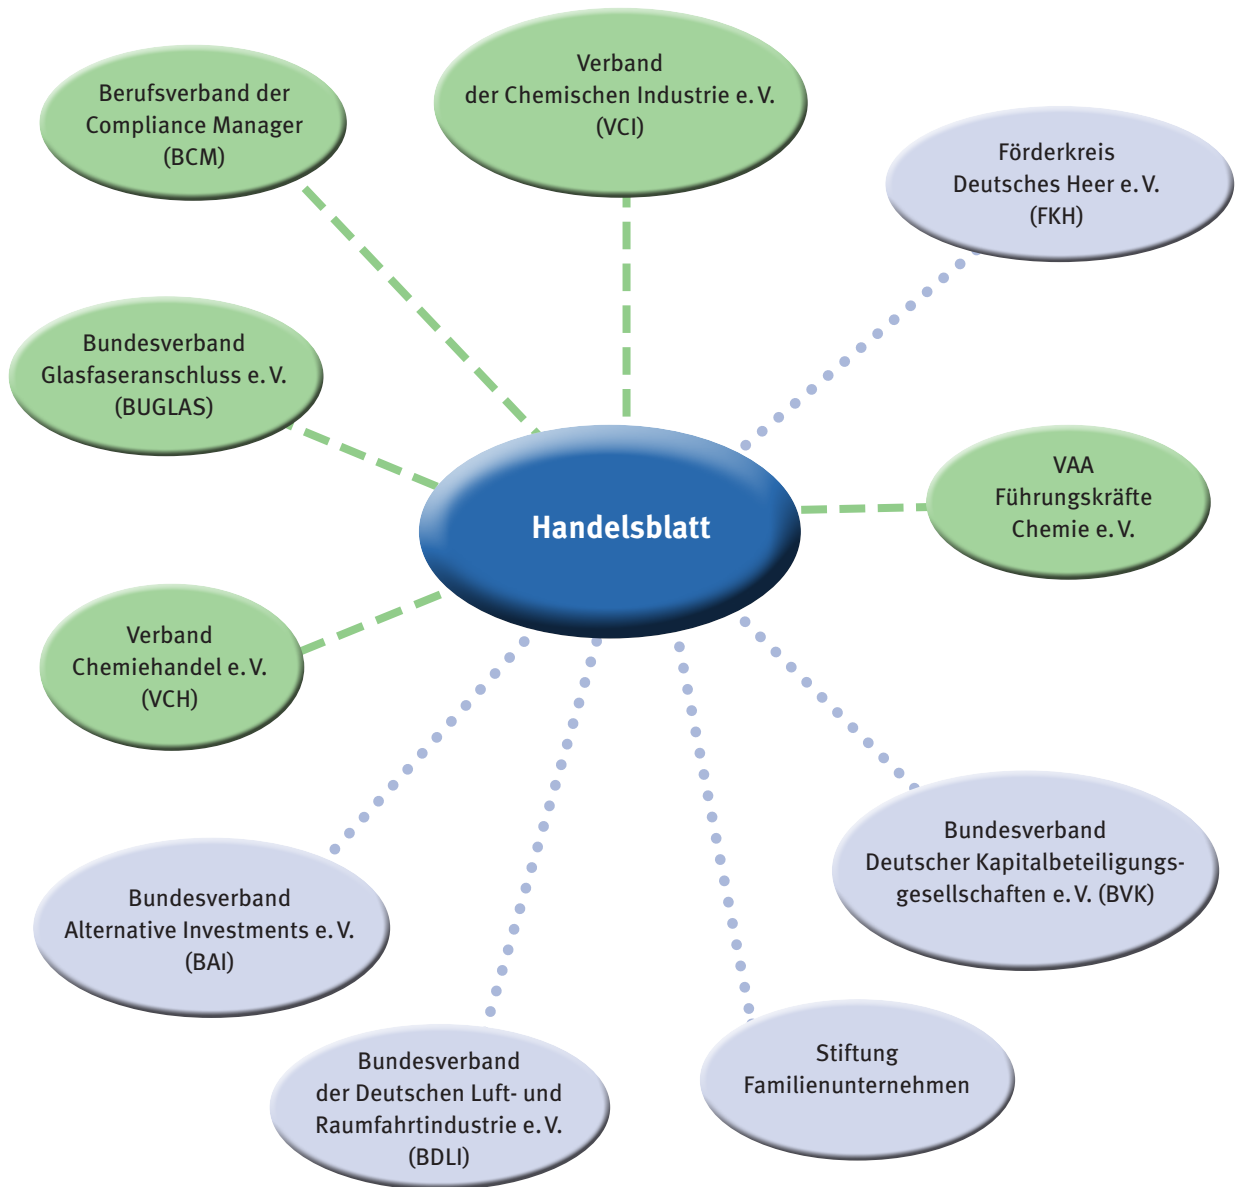 Berufsverband der
Compliance Manager
(BCM)
Verband
der Chemischen Industrie e. V.
(VCI)
Förderkreis
Deutsches Heer e. V.
(FKH)
Bundesverband
Glasfaseranschluss e. V.
(BUGLAS)
VAA
Führungskräfte
Chemie e. V.
Handelsblatt
Verband
Chemiehandel e. V.
(VCH)
Bundesverband
Deutscher Kapitalbeteiligungs-
gesellschaften e. V. (BVK)
Bundesverband
Alternative Investments e. V.
(BAI)
Stiftung
Familienunternehmen
Bundesverband
der Deutschen Luft- und
Raumfahrtindustrie e. V.
(BDLI)